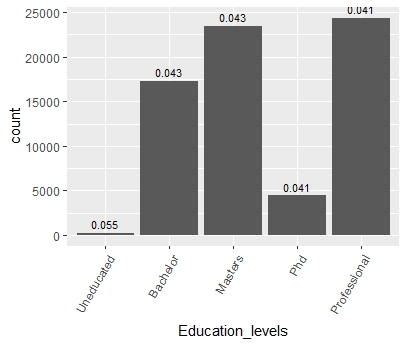 25000
20000
15000
10000
5000
0
count
0.055
0.043
0.043
0.041
0.041
Uneducated
Bachelor
Masters
Phd
Professional
Education_levels